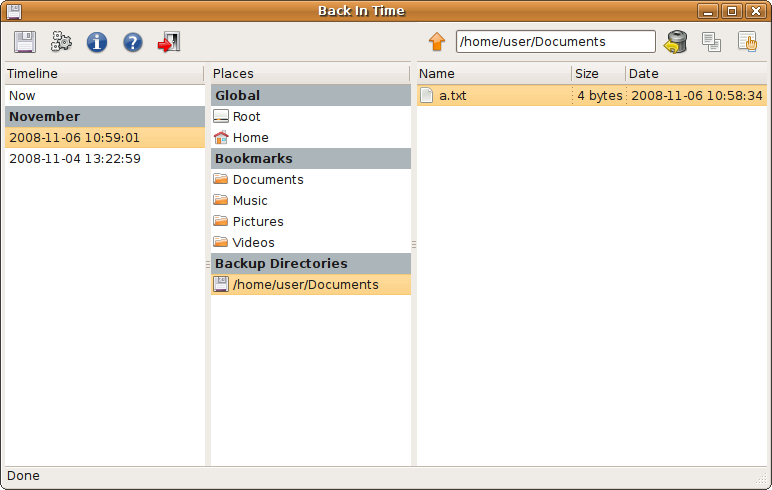 Back In Time
/home/user/Documents
Timeline
Now
November
2008-11-06 10:59:01
2008-11-04 13:22:59
Places
Global
Root
Home
Bookmarks
Documents
Music
Pictures
Videos
Backup Directories
/home/user/Documents
Name Size Date
a.txt 4 bytes 2008-11-06 10:58:34
Done